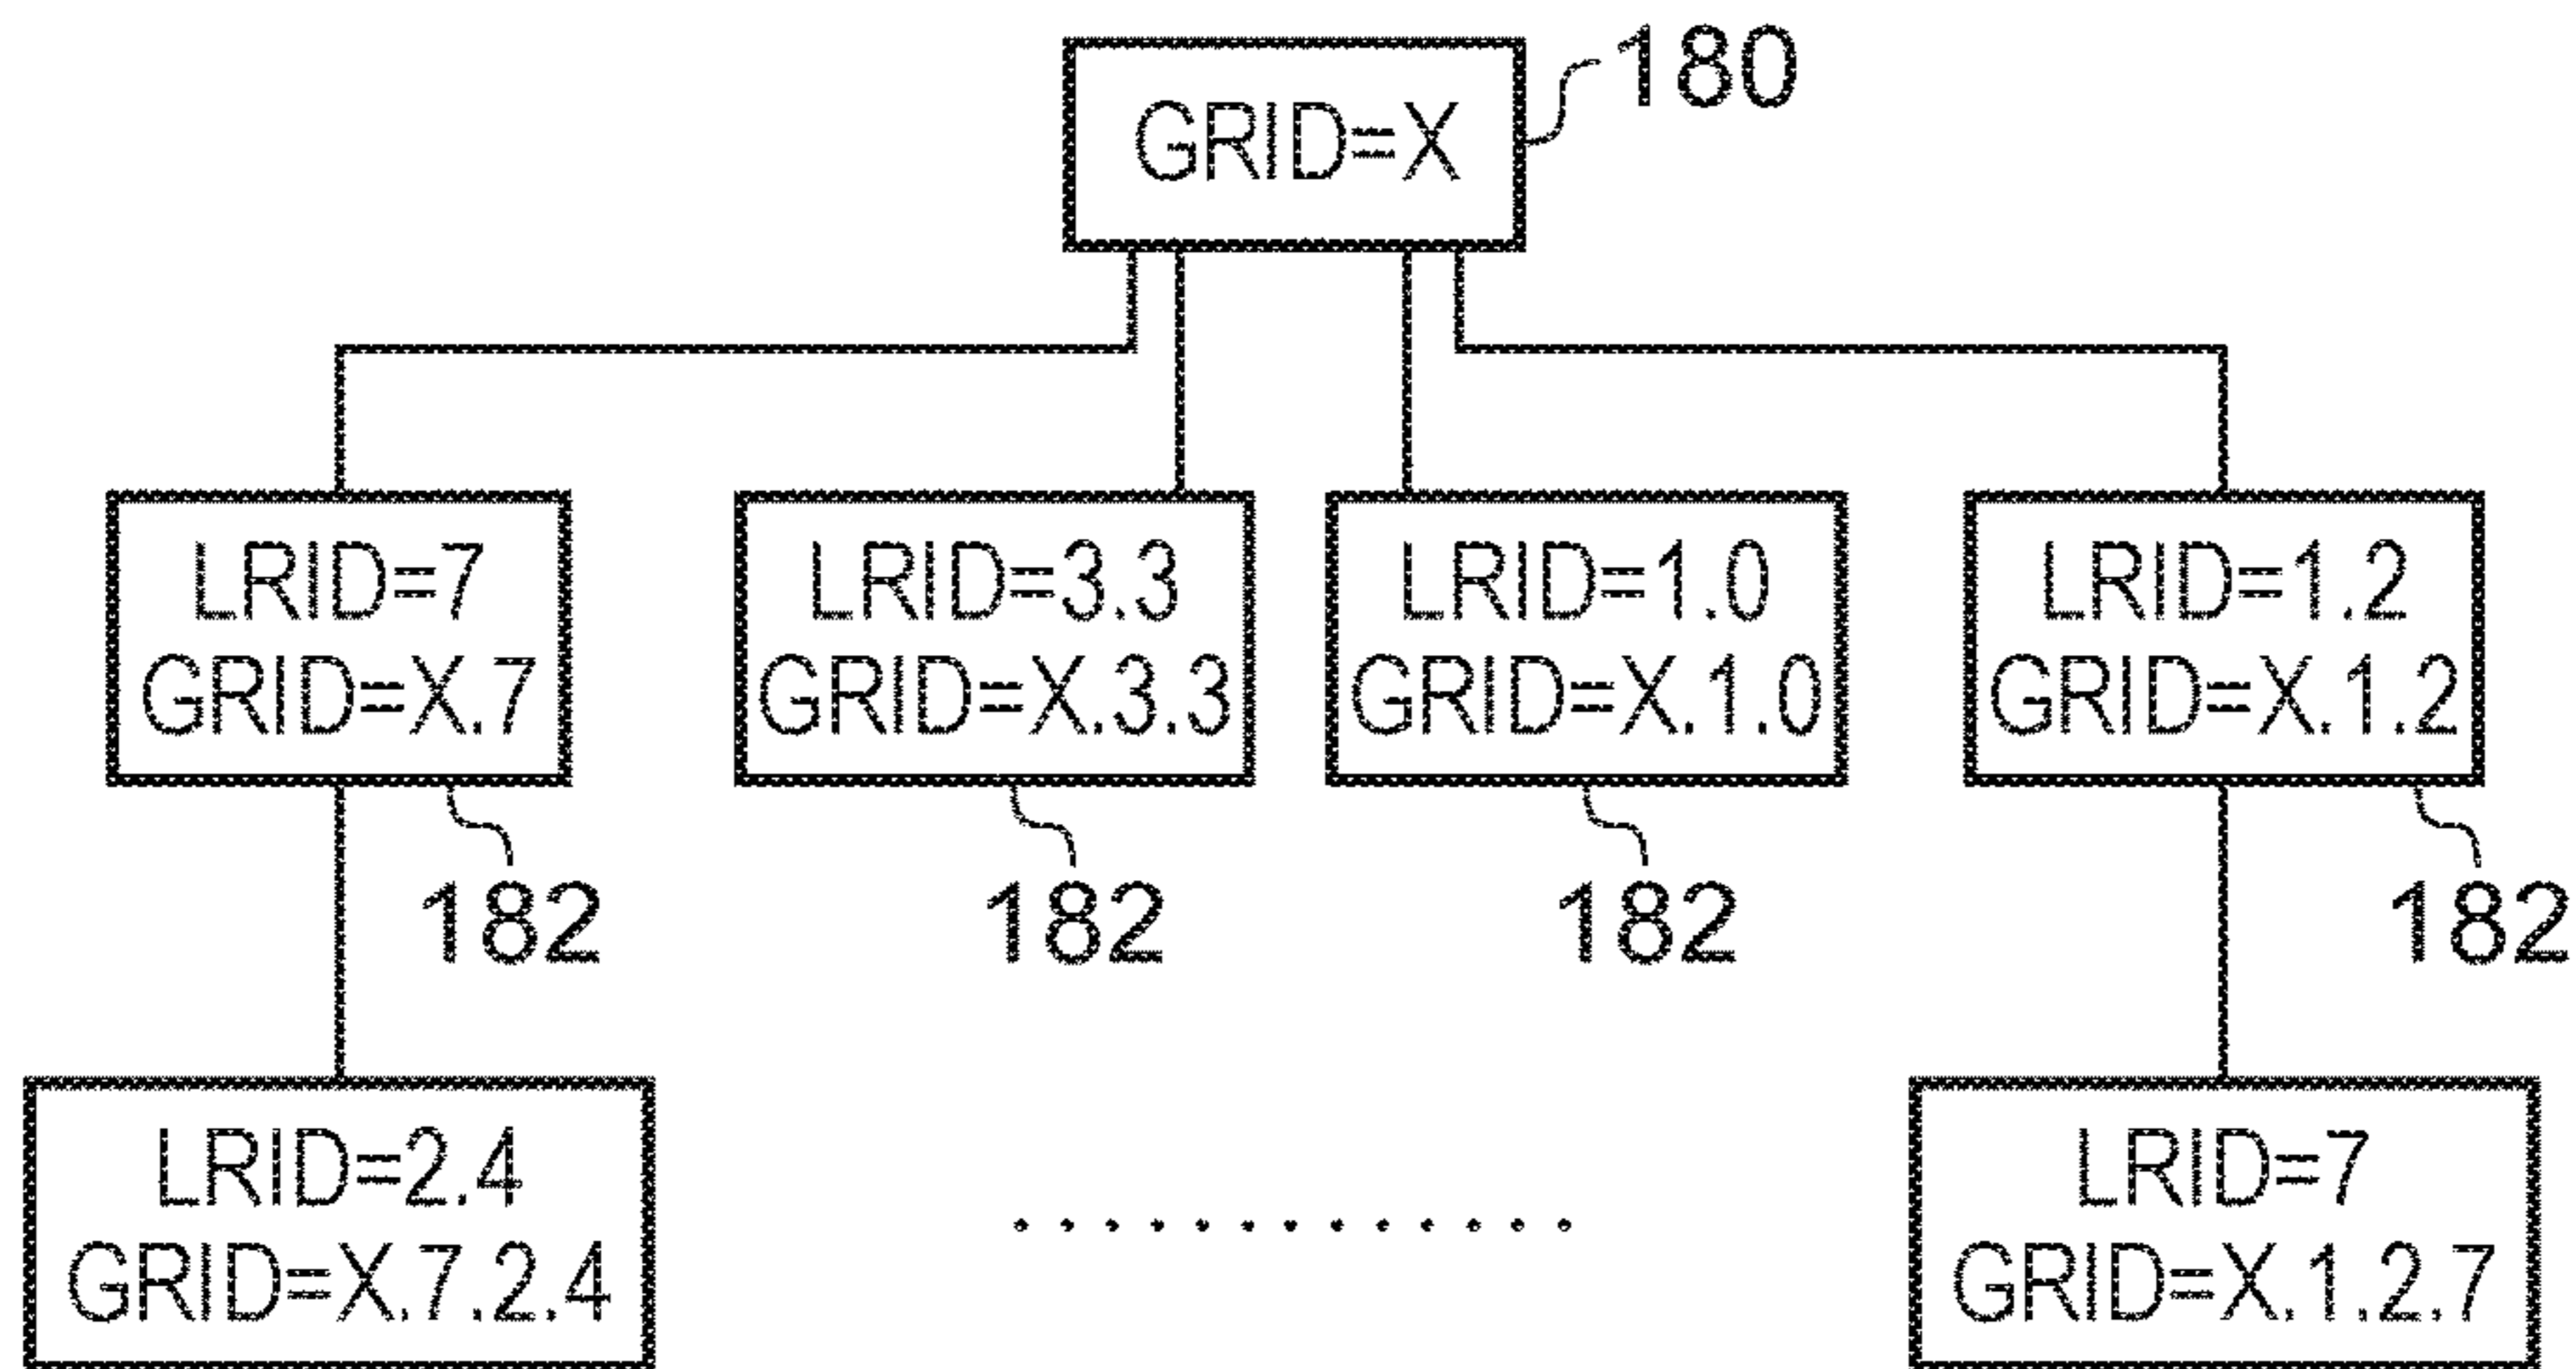 180
GRID=X
LRID=7
GRID=X.7
LRID=3.3
GRID=X.3.3
LRID=1.0
GRID=X.1.0
LRID=1.2
GRID=X.1.2
182
182
182
182
LRID=2.4
GRID=X.7.2.4
............
LRID=7
GRID=X.1.2.7